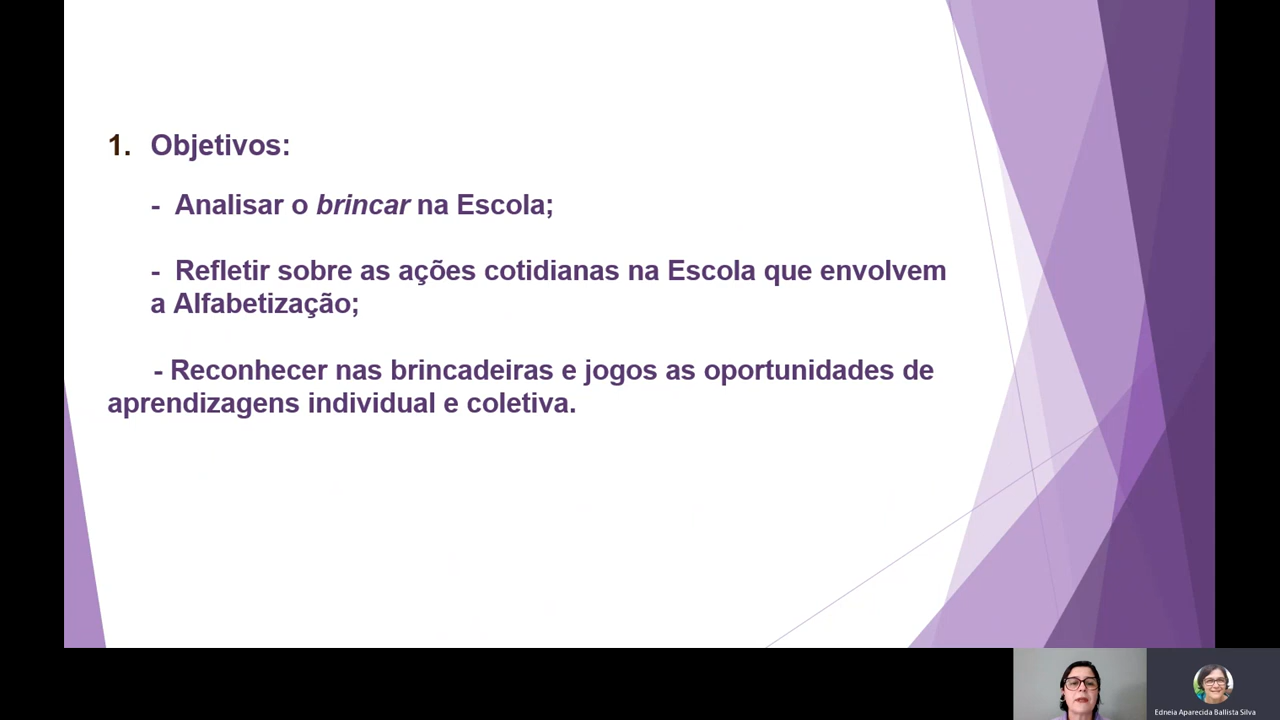 1. Objetivos:
- Analisar o brincar na Escola;
- Refletir sobre as ações cotidianas na Escola que envolvem
a Alfabetização;
- Reconhecer nas brincadeiras e jogos as oportunidades de
aprendizagens individual e coletiva.
Edneia Aparecida Ballista Silva